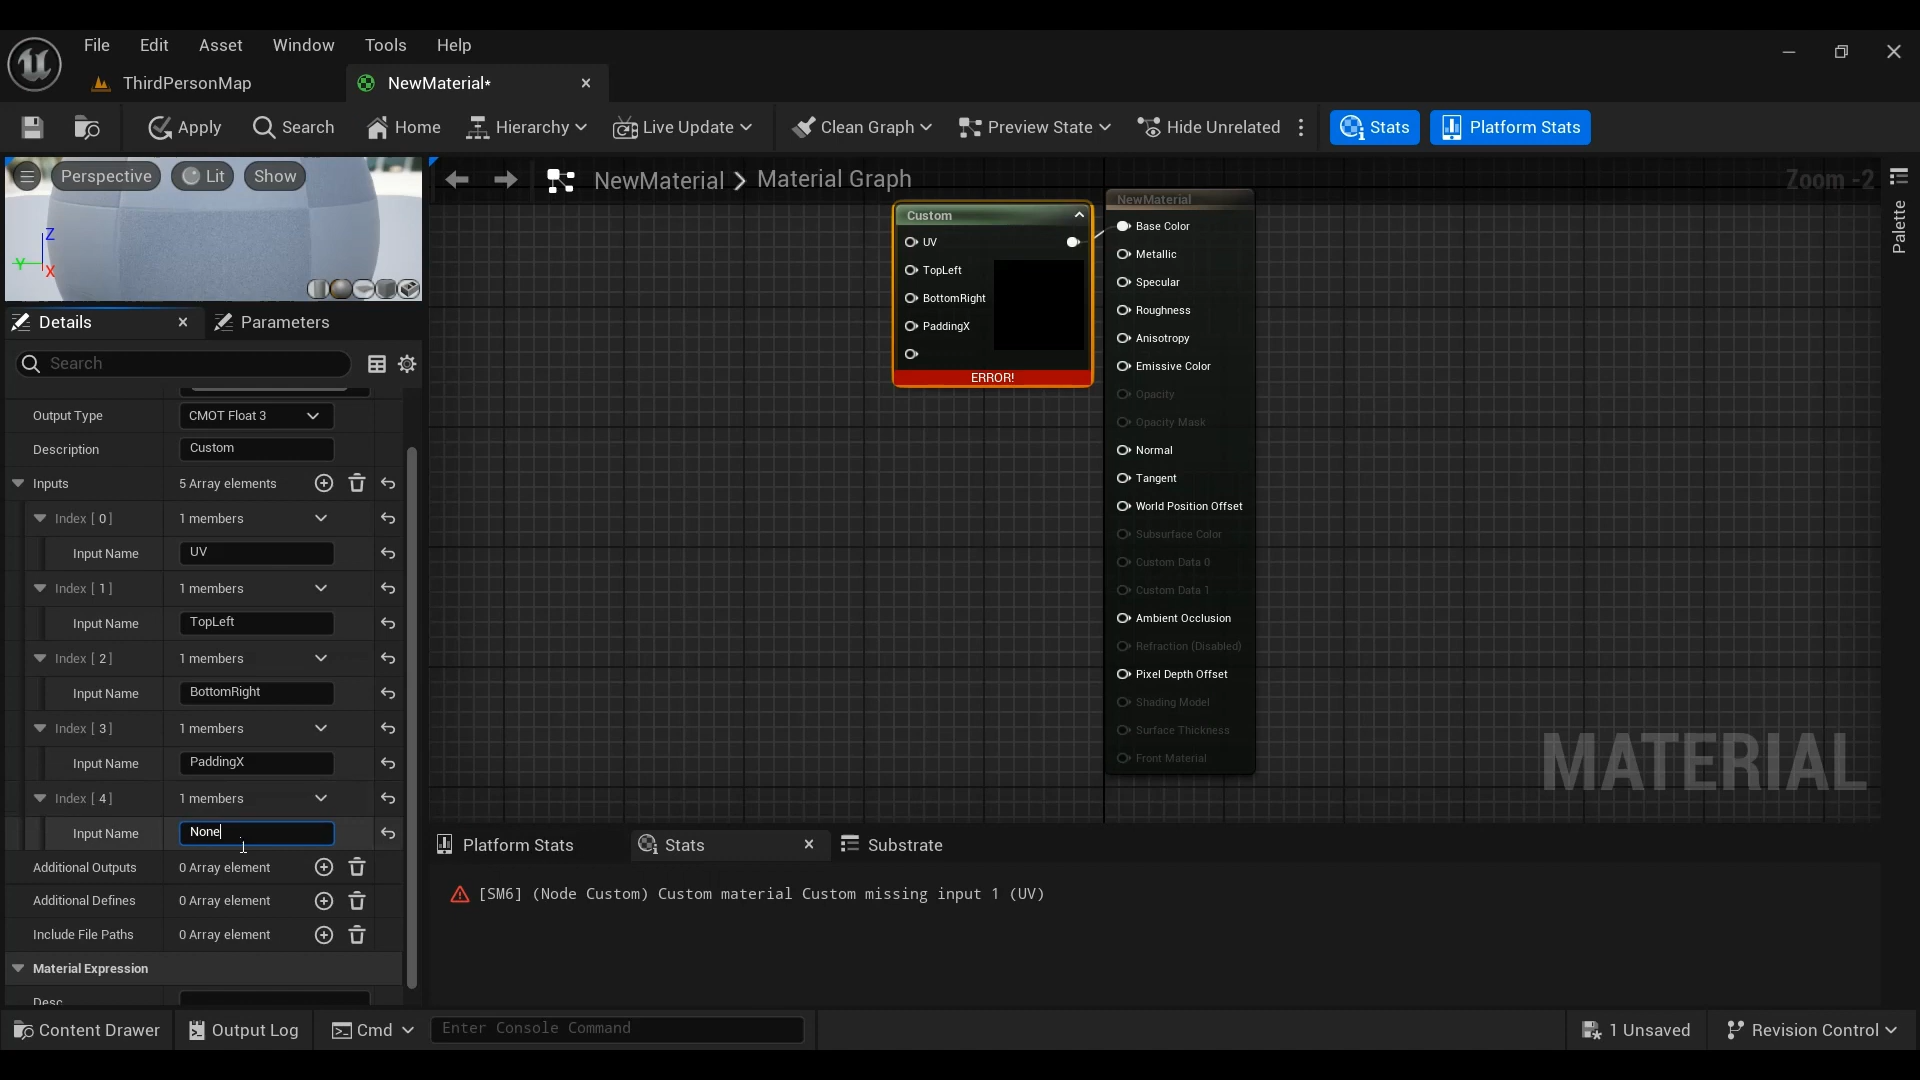 File Edit Asset Window Tools Help
ThirdPersonMap NewMaterial*
Apply Search Home Hierarchy Live Update Clean Graph Preview State Hide Unrelated Stats Platform Stats
Perspective Lit Show
Z
Y
X
NewMaterial Material Graph Zoom -2
Palette
Custom
UV
TopLeft
BottomRight
PaddingX
ERROR!
NewMaterial
Base Color
Metallic
Specular
Roughness
Anisotropy
Emissive Color
Opacity
Opacity Mask
Normal
Tangent
World Position Offset
Subsurface Color
Custom Data 0
Custom Data 1
Ambient Occlusion
Refraction (Disabled)
Pixel Depth Offset
Shading Model
Surface Thickness
Front Material
MATERIAL
Details Parameters
Search
Output Type CMOT Float 3
Description Custom
Inputs 5 Array elements
Index [ 0 ] 1 members
Input Name UV
Index [ 1 ] 1 members
Input Name TopLeft
Index [ 2 ] 1 members
Input Name BottomRight
Index [ 3 ] 1 members
Input Name PaddingX
Index [ 4 ] 1 members
Input Name None
Additional Outputs 0 Array element
Additional Defines 0 Array element
Include File Paths 0 Array element
Material Expression
Desc
Platform Stats Stats Substrate
[SM6] (Node Custom) Custom material Custom missing input 1 (UV)
Content Drawer Output Log Cmd Enter Console Command 1 Unsaved Revision Control